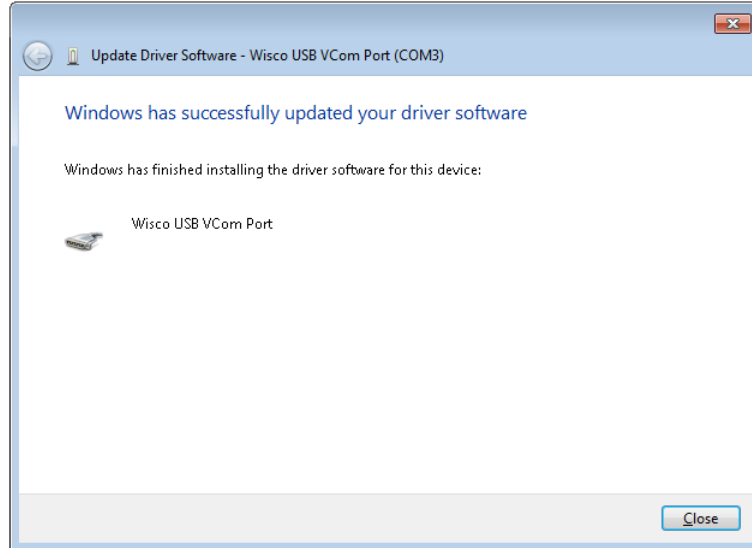 Update Driver Software - Wisco USB VCom Port (COM3)
Windows has successfully updated your driver software
Windows has finished installing the driver software for this device:
Wisco USB VCom Port
Close